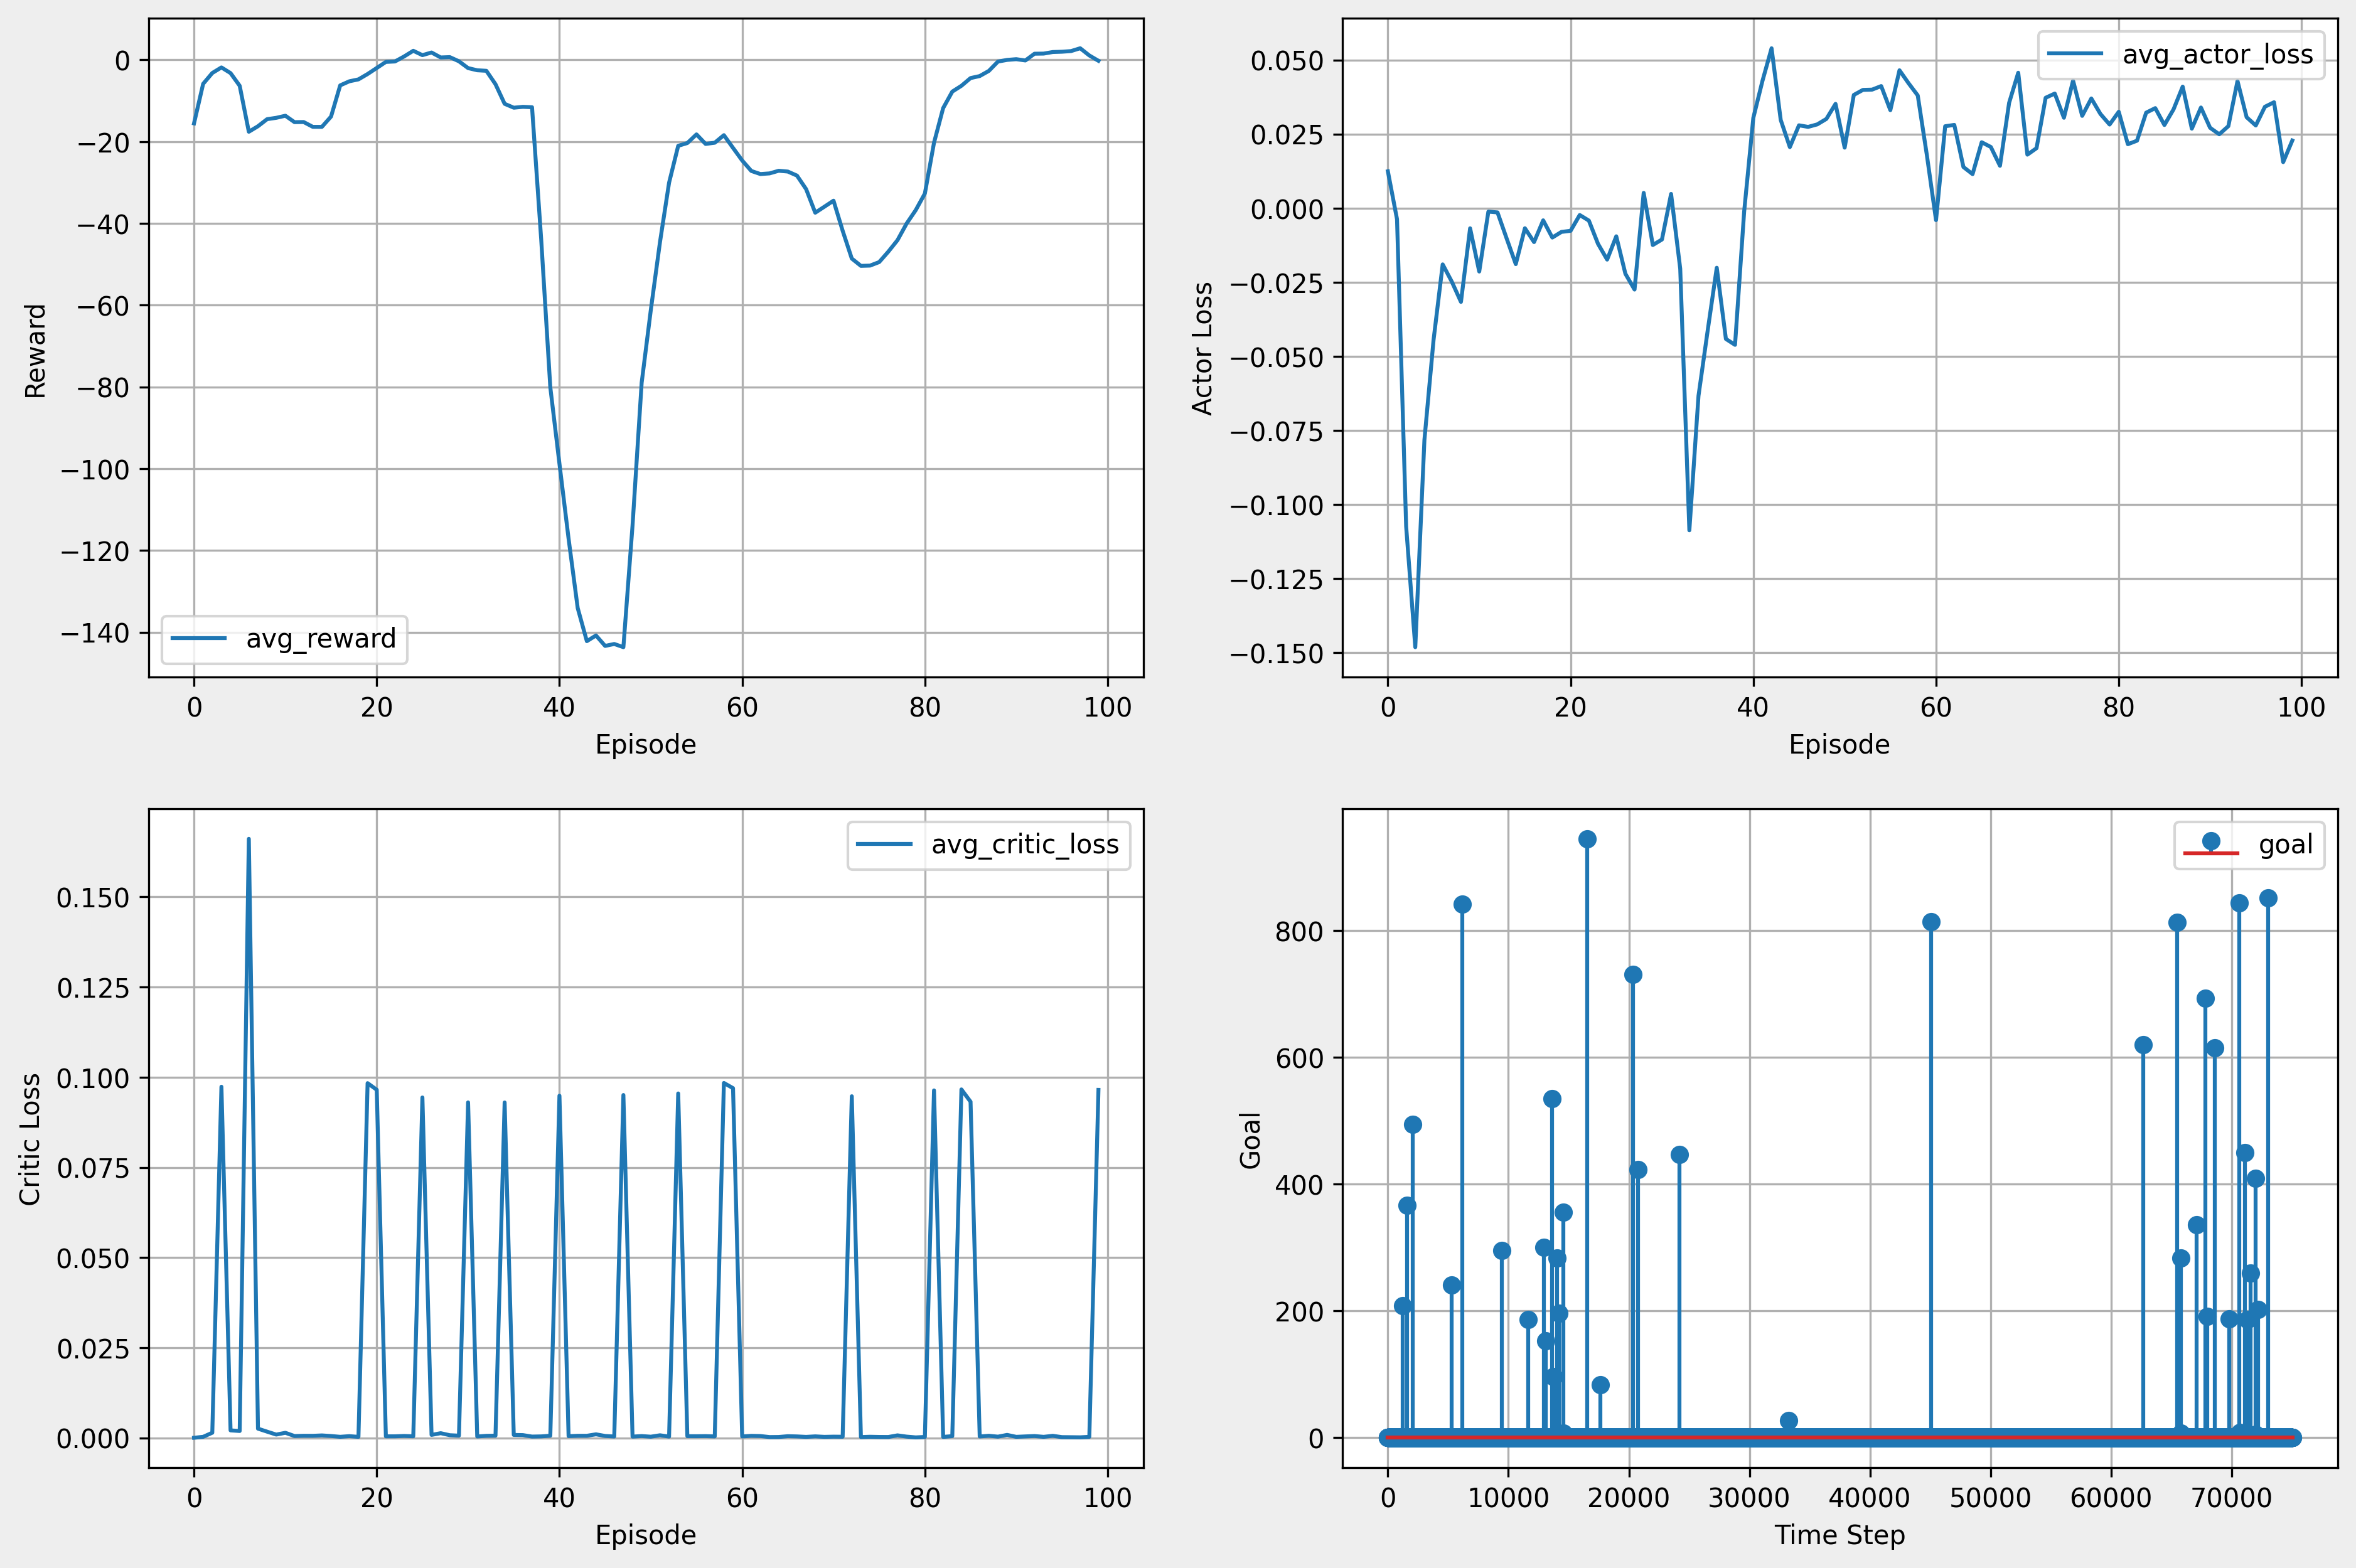 0
−20
−40
−60
−80
−100
−120
−140
Reward
avg_reward
0 20 40 60 80 100
Episode
0.050
0.025
0.000
−0.025
−0.050
−0.075
−0.100
−0.125
−0.150
Actor Loss
avg_actor_loss
0 20 40 60 80 100
Episode
0.150
0.125
0.100
0.075
0.050
0.025
0.000
Critic Loss
avg_critic_loss
0 20 40 60 80 100
Episode
800
600
400
200
0
Goal
goal
0 10000 20000 30000 40000 50000 60000 70000
Time Step